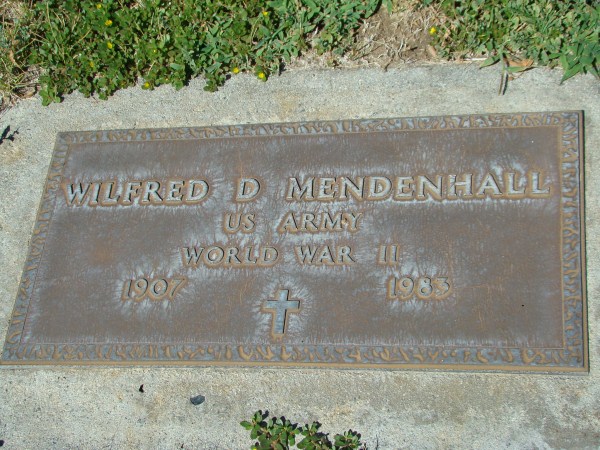 WILFRED D MENDENHALL
US ARMY
WORLD WAR II
1907 1983